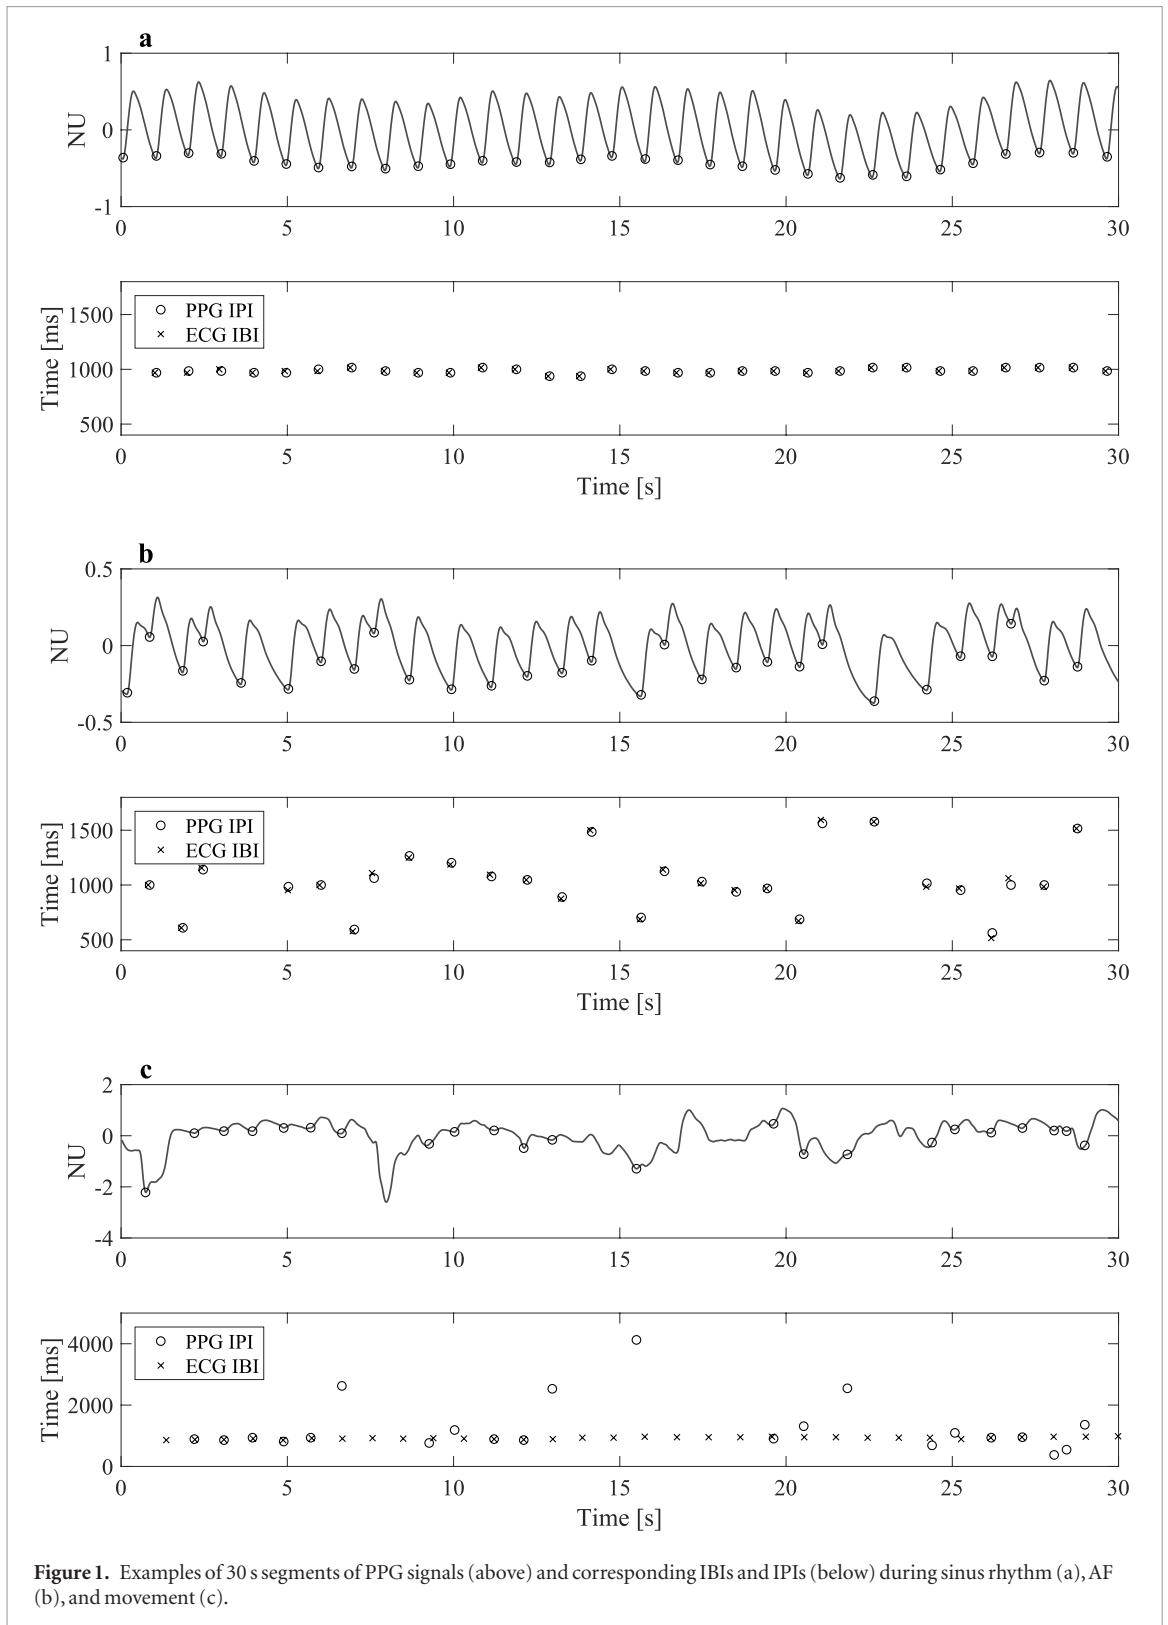 a
1
0
-1
NU
0 5 10 15 20 25 30
1500
1000
500
Time [ms]
PPG IPI
ECG IBI
0 5 10 15 20 25 30
Time [s]
b
0.5
0
-0.5
NU
0 5 10 15 20 25 30
1500
1000
500
Time [ms]
PPG IPI
ECG IBI
0 5 10 15 20 25 30
Time [s]
c
2
0
-2
-4
NU
0 5 10 15 20 25 30
4000
2000
0
Time [ms]
PPG IPI
ECG IBI
0 5 10 15 20 25 30
Time [s]
Figure 1. Examples of 30 s segments of PPG signals (above) and corresponding IBIs and IPIs (below) during sinus rhythm (a), AF
(b), and movement (c).